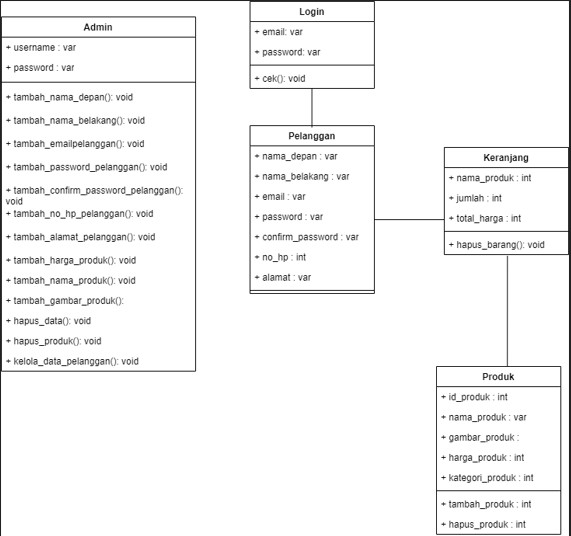 Admin
+ username : var
+ password : var
+ tambah_nama_depan(): void
+ tambah_nama_belakang(): void
+ tambah_emailpelanggan(): void
+ tambah_password_pelanggan(): void
+ tambah_confirm_password_pelanggan():
void
+ tambah_no_hp_pelanggan(): void
+ tambah_alamat_pelanggan(): void
+ tambah_harga_produk(): void
+ tambah_nama_produk(): void
+ tambah_gambar_produk():
+ hapus_data(): void
+ hapus_produk(): void
+ kelola_data_pelanggan(): void
Login
+ email: var
+ password: var
+ cek(): void
Pelanggan
+ nama_depan : var
+ nama_belakang : var
+ email : var
+ password : var
+ confirm_password : var
+ no_hp : int
+ alamat : var
Keranjang
+ nama_produk : int
+ jumlah : int
+ total_harga : int
+ hapus_barang(): void
Produk
+ id_produk : int
+ nama_produk : var
+ gambar_produk :
+ harga_produk : int
+ kategori_produk : int
+ tambah_produk : int
+ hapus_produk : int